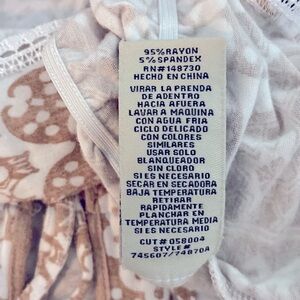 95% RAYON
5% SPANDEX
RN# 148730
HECHO EN CHINA
VIRAR LA PRENDA
DE ADENTRO
HACIA AFUERA
LAVAR A MAQUINA
CON AGUA FRIA
CICLO DELICADO
CON COLORES
SIMILARES
USAR SOLO
BLANQUEADOR
SIN CLORO
SI ES NECESARIO
SECAR EN SECADORA
BAJA TEMPERATURA
RETIRAR
RAPIDAMENTE
PLANCHAR EN
TEMPERATURA MEDIA
SI ES NECESARIO
CUT# 058004
STYLE#
745607/74870A